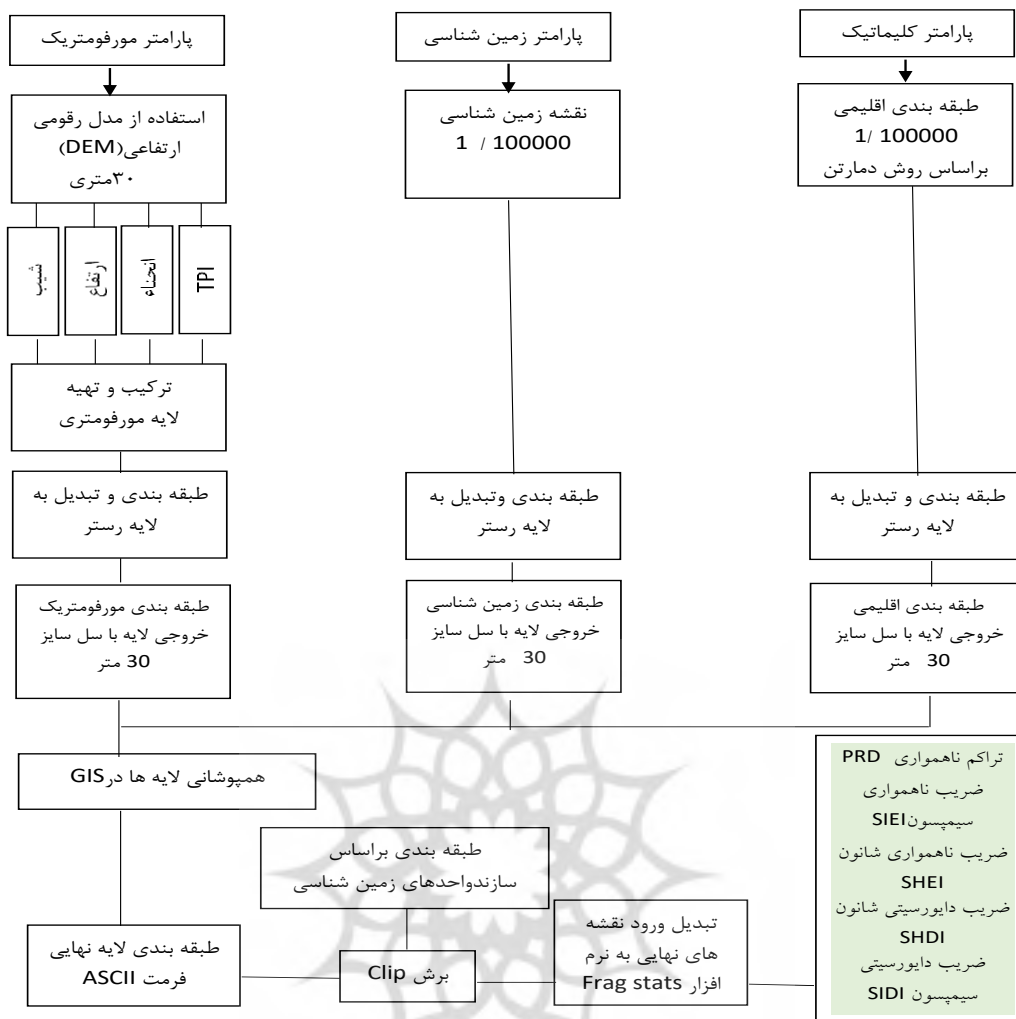 پارامتر کلیماتیک
پارامتر زمین شناسی
پارامتر مورفومتریک
طبقه بندی اقلیمی
1/ 100000
براساس روش دمارتن
نقشه زمین شناسی
1 / 100000
استفاده از مدل رقومی
ارتفاعی(DEM)
۳۰متری
TPI
انحناء
ارتفاع
شیب
ترکیب و تهیه
لایه مورفومتری
طبقه بندی و تبدیل به
لایه رستر
طبقه بندی وتبدیل به
لایه رستر
طبقه بندی و تبدیل به
لایه رستر
طبقه بندی اقلیمی
خروجی لایه با سل سایز
30 متر
طبقه بندی زمین شناسی
خروجی لایه با سل سایز
30 متر
طبقه بندی مورفومتریک
خروجی لایه با سل سایز
30 متر
همپوشانی لایه ها درGIS
طبقه بندی براساس
سازندواحدهای زمین شناسی
طبقه بندی لایه نهایی
فرمت ASCII
برش Clip
تبدیل ورود نقشه
های نهایی به نرم
افزار Frag stats
تراکم ناهمواری PRD
ضریب ناهمواری
سیمپسونSIEI
ضریب ناهمواری شانون
SHEI
ضریب دایورسیتی شانون
SHDI
ضریب دایورسیتی
سیمپسون SIDI